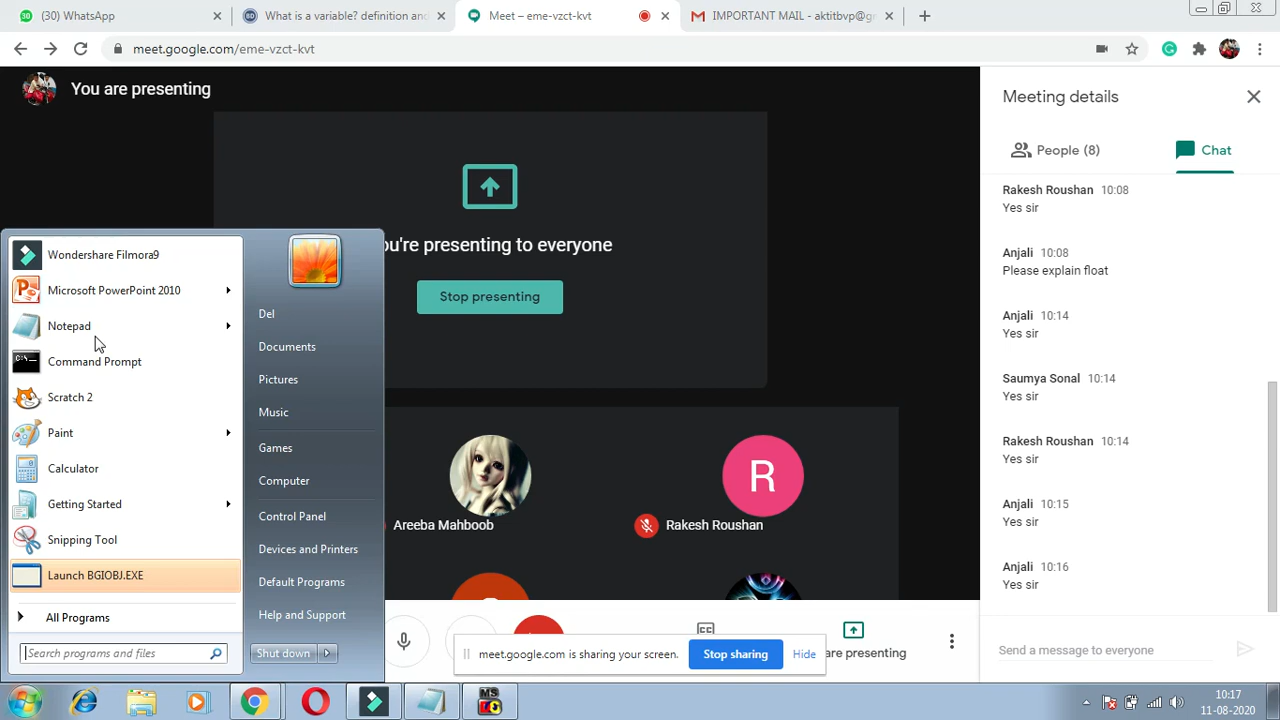 (30) WhatsApp
What is a variable? definition and
Meet – eme-vzct-kvt
IMPORTANT MAIL - aktitbvp@g
meet.google.com/eme-vzct-kvt
You are presenting
Meeting details
People (8)
Chat
Rakesh Roushan 10:08
Yes sir
Anjali 10:08
Please explain float
Anjali 10:14
Yes sir
Saumya Sonal 10:14
Yes sir
Rakesh Roushan 10:14
Yes sir
Anjali 10:15
Yes sir
Anjali 10:16
Yes sir
Send a message to everyone
ou're presenting to everyone
Stop presenting
Areeba Mahboob
R
Rakesh Roushan
are presenting
meet.google.com is sharing your screen.
Stop sharing
Hide
Wondershare Filmora9
Microsoft PowerPoint 2010
Notepad
Command Prompt
Scratch 2
Paint
Calculator
Getting Started
Snipping Tool
Launch BGIOBJ.EXE
All Programs
Search programs and files
Del
Documents
Pictures
Music
Games
Computer
Control Panel
Devices and Printers
Default Programs
Help and Support
Shut down
MS
10:17
11-08-2020